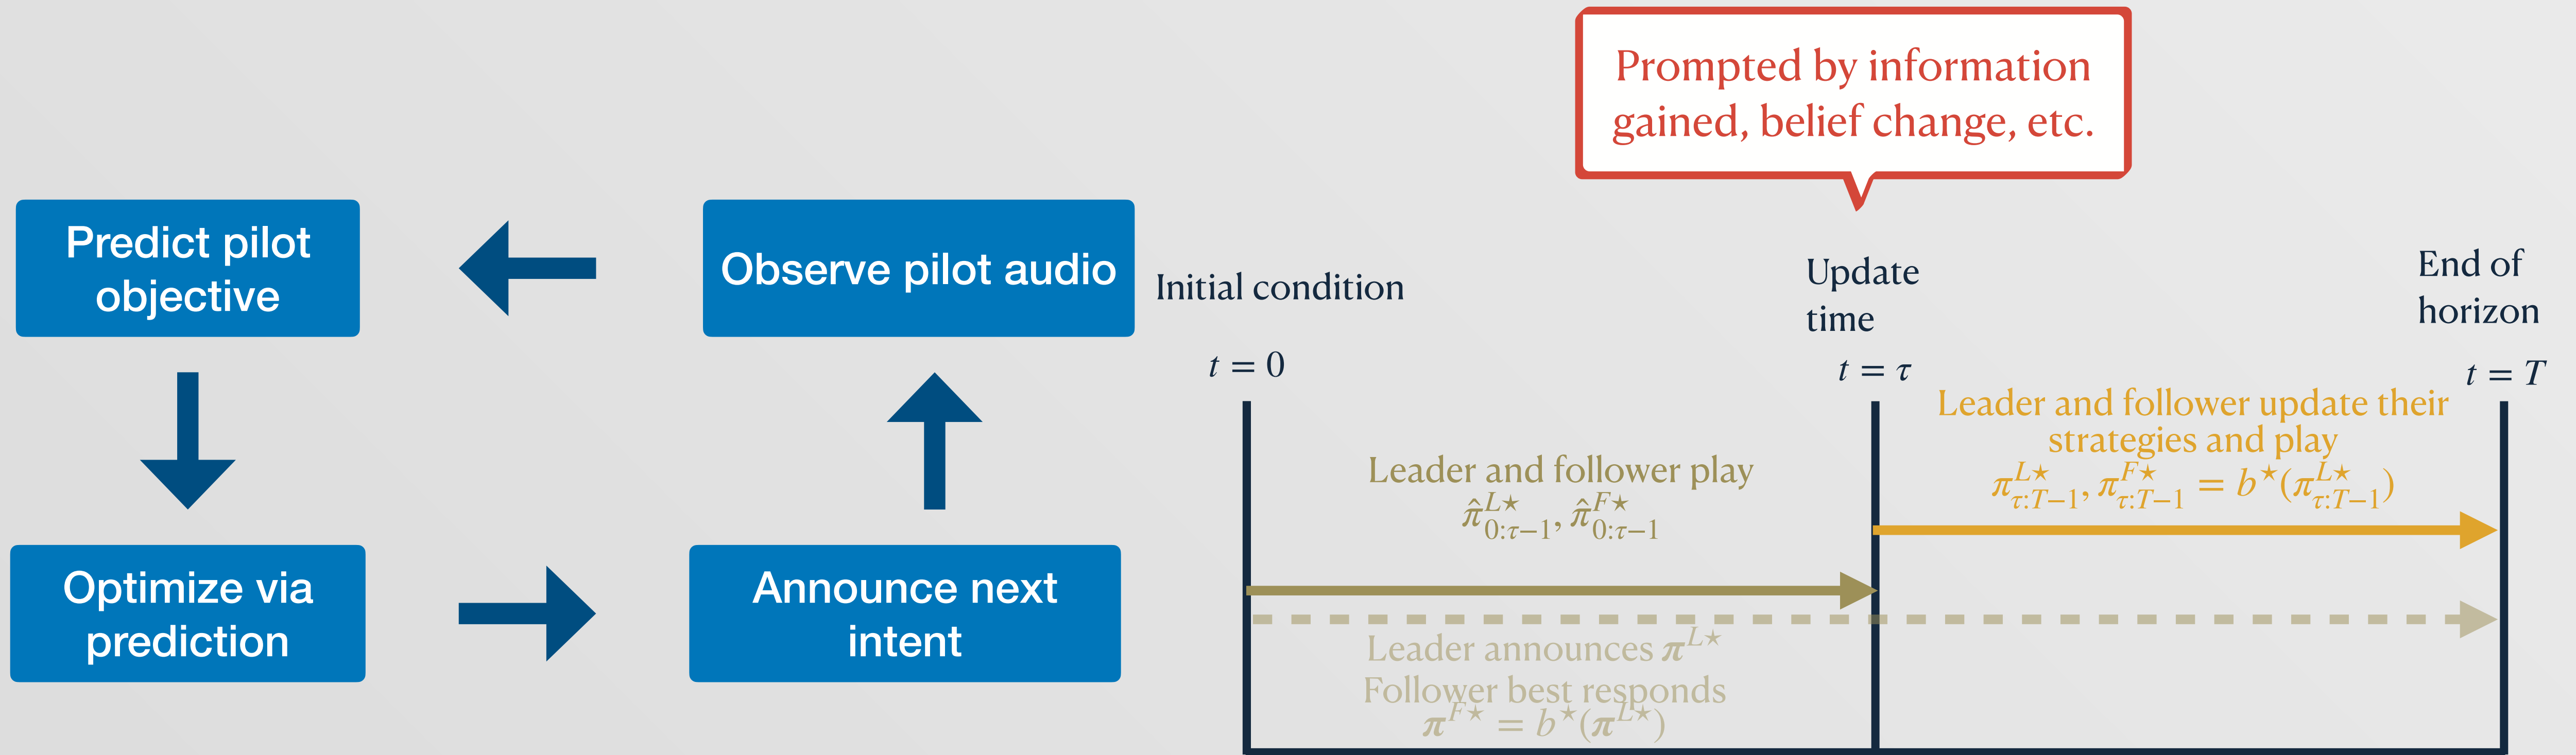 Prompted by information
gained, belief change, etc.
Predict pilot
objective
Observe pilot audio
Optimize via
prediction
Announce next
intent
Initial condition
t = 0
Update
time
t = τ
End of
horizon
t = T
Leader and follower play
π̂^{L⋆}_{0:τ−1}, π̂^{F⋆}_{0:τ−1}
Leader and follower update their
strategies and play
π^{L⋆}_{τ:T−1}, π^{F⋆}_{τ:T−1} = b^⋆(π^{L⋆}_{τ:T−1})
Leader announces π^{L⋆}
Follower best responds
π^{F⋆} = b^⋆(π^{L⋆})